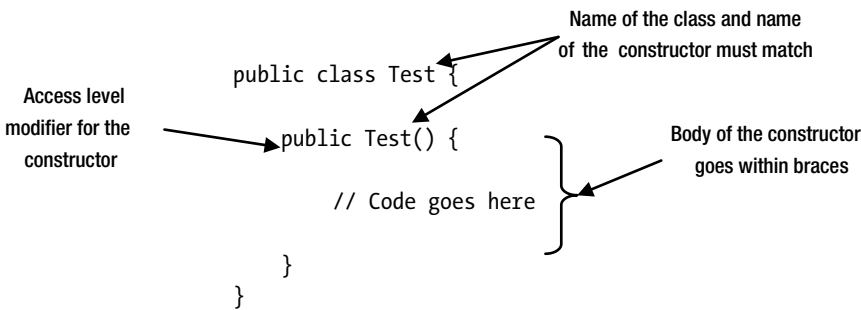 Name of the class and name
of the constructor must match
public class Test {
Access level
modifier for the
constructor
public Test() {
Body of the constructor
goes within braces
// Code goes here
}
}